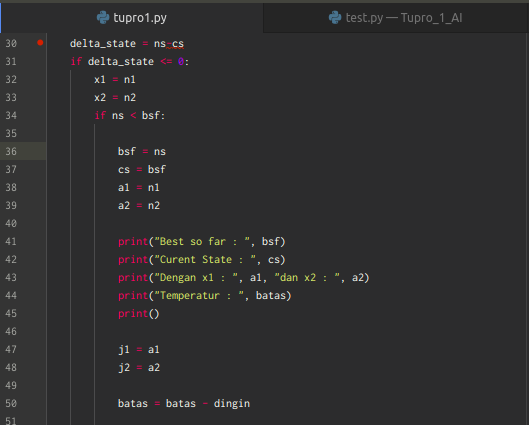 tupro1.py test.py — Tupro_1_AI
30 delta_state = ns-cs
31 if delta_state <= 0:
32 x1 = n1
33 x2 = n2
34 if ns < bsf:
35
36 bsf = ns
37 cs = bsf
38 a1 = n1
39 a2 = n2
40
41 print("Best so far : ", bsf)
42 print("Curent State : ", cs)
43 print("Dengan x1 : ", a1, "dan x2 : ", a2)
44 print("Temperatur : ", batas)
45 print()
46
47 j1 = a1
48 j2 = a2
49
50 batas = batas - dingin
51